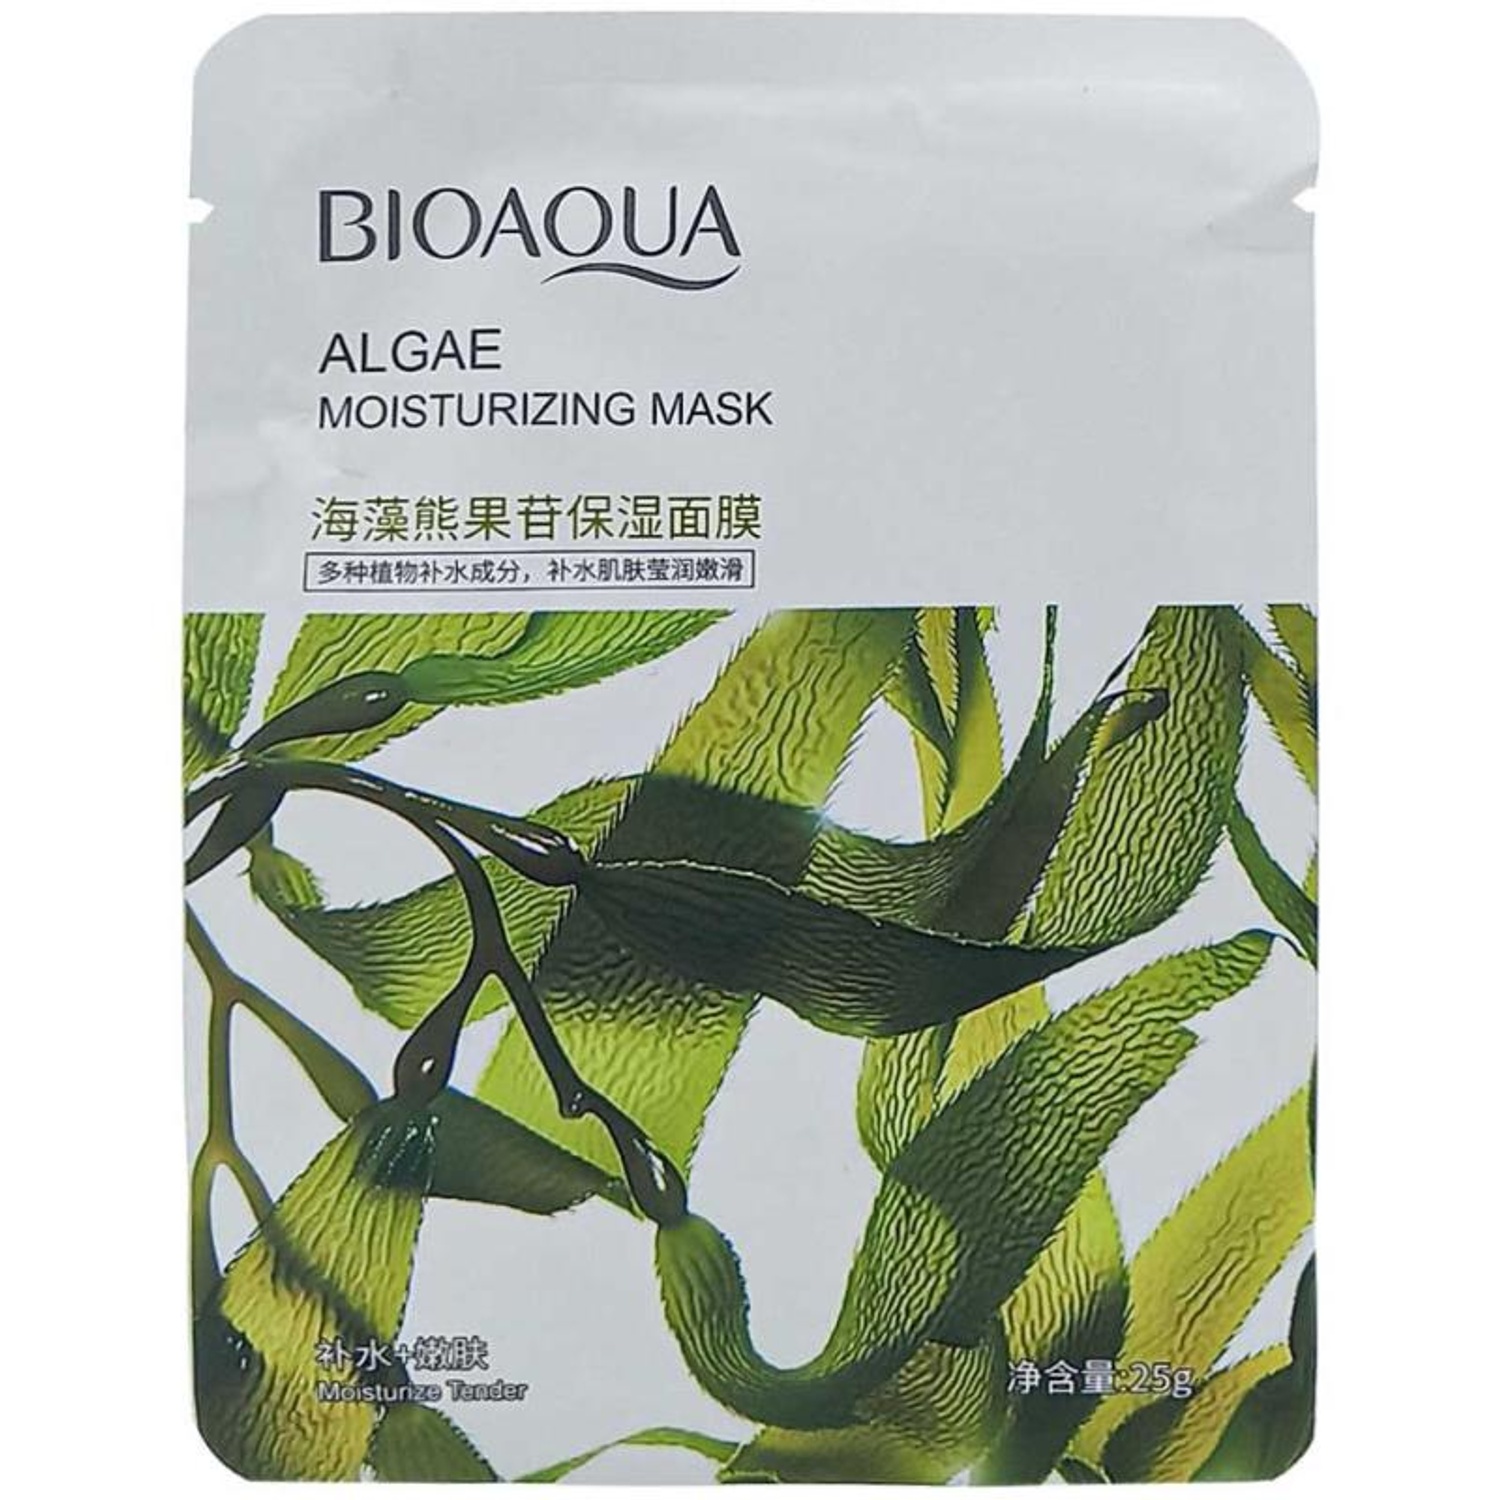 BIOAQUA
ALGAE
MOISTURIZING MASK
海藻熊果苷保湿面膜
多种植物补水成分，补水肌肤莹润嫩滑
补水+嫩肤
Moisturize Tender
净含量:25g